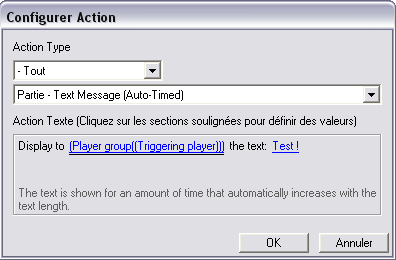 Configurer Action
Action Type
- Tout
Partie - Text Message (Auto-Timed)
Action Texte (Cliquez sur les sections soulignées pour définir des valeurs)
Display to (Player group((Triggering player))) the text: Test !
The text is shown for an amount of time that automatically increases with the
text length.
OK Annuler